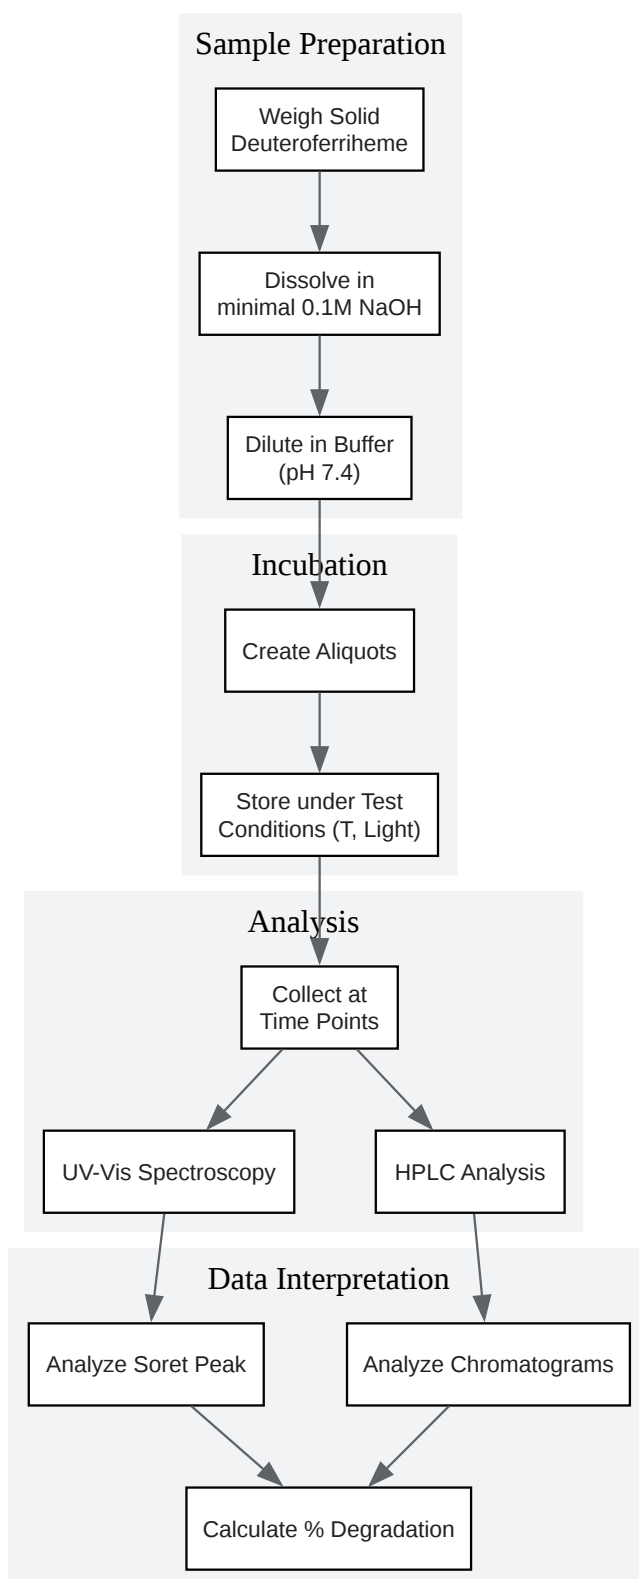 Sample Preparation
Weigh Solid
Deuteroferriheme
Dissolve in
minimal 0.1M NaOH
Dilute in Buffer
(pH 7.4)
Incubation
Create Aliquots
Store under Test
Conditions (T, Light)
Analysis
Collect at
Time Points
UV-Vis Spectroscopy
HPLC Analysis
Data Interpretation
Analyze Soret Peak
Analyze Chromatograms
Calculate % Degradation